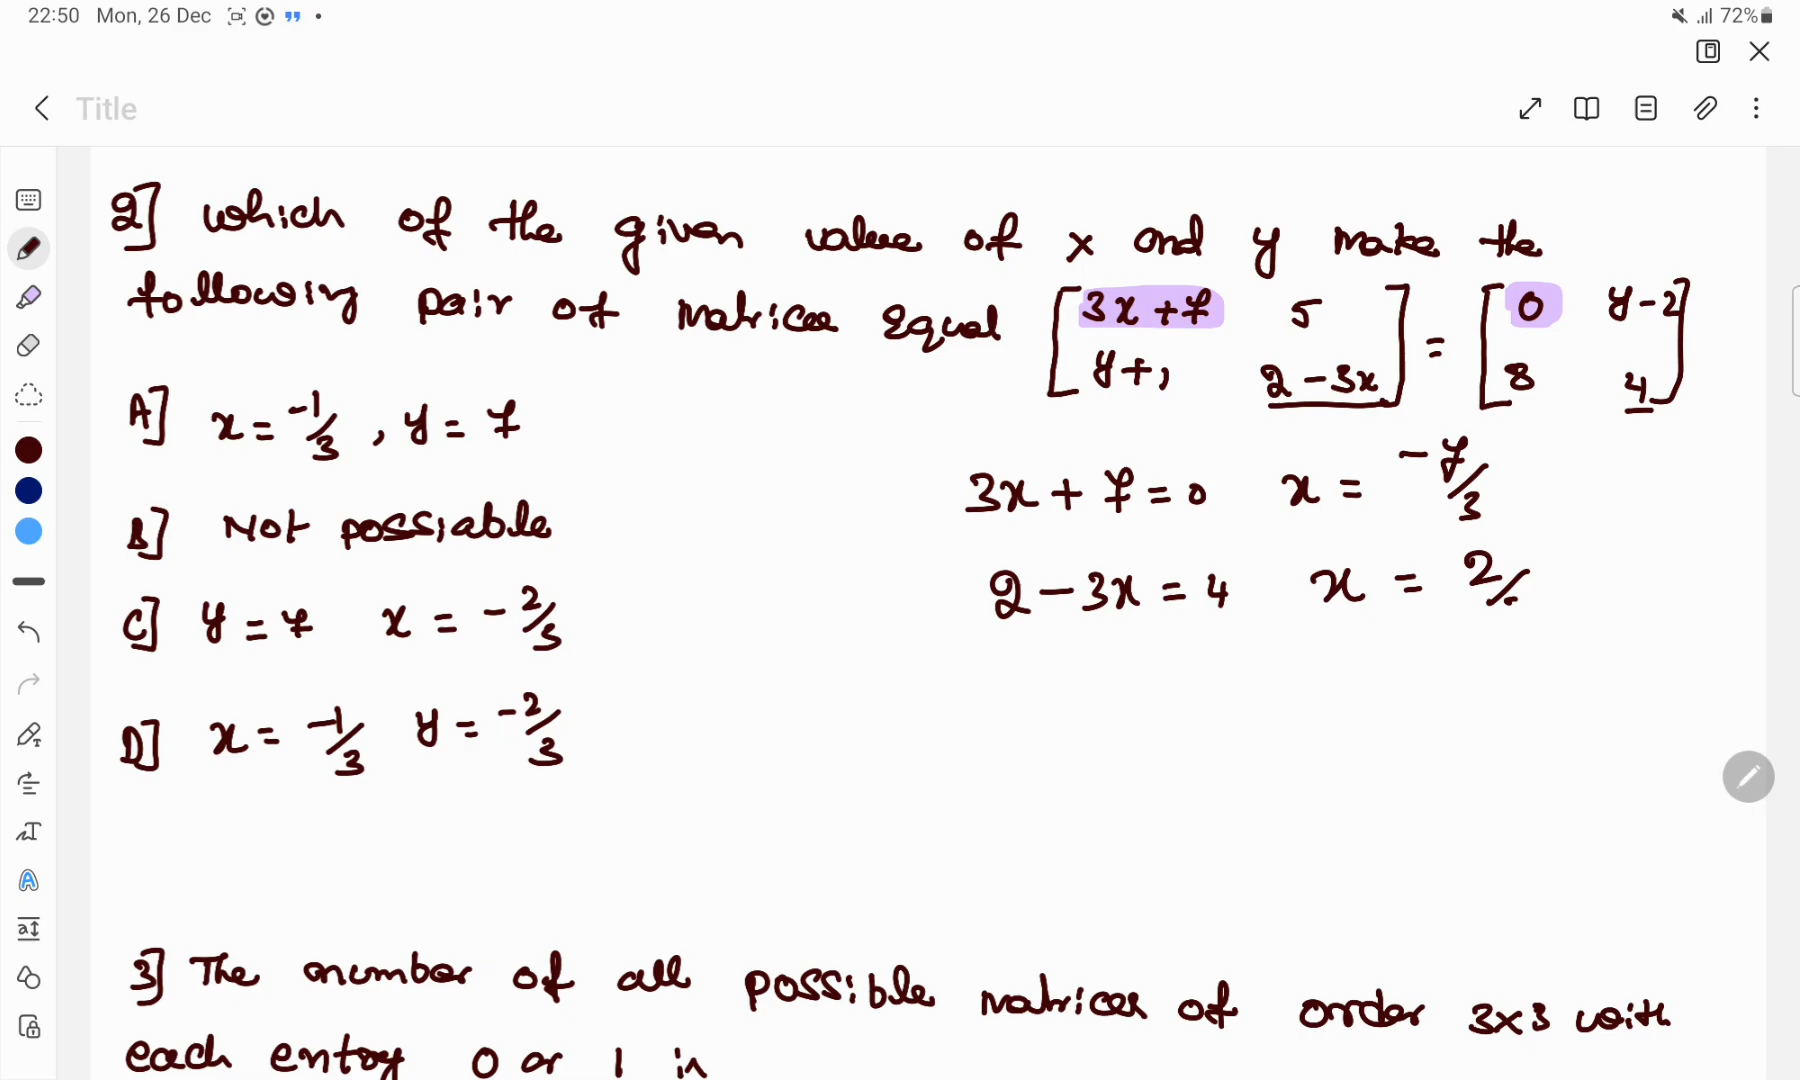 22:50 Mon, 26 Dec 72%
Title
2] which of the given value of x and y make the
following pair of matrices Equal [3x+7 5 = [0 y-2]
y+1 2-3x] 8 4]
A] x = -1/3 , y = 7
3x + 7 = 0 x = -7/3
B] Not possiable
2 - 3x = 4 x = 2/
C] y = 7 x = -2/3
D] x = -1/3 y = -2/3
3] The number of all possible matrices of order 3x3 with
each entry 0 or 1 is